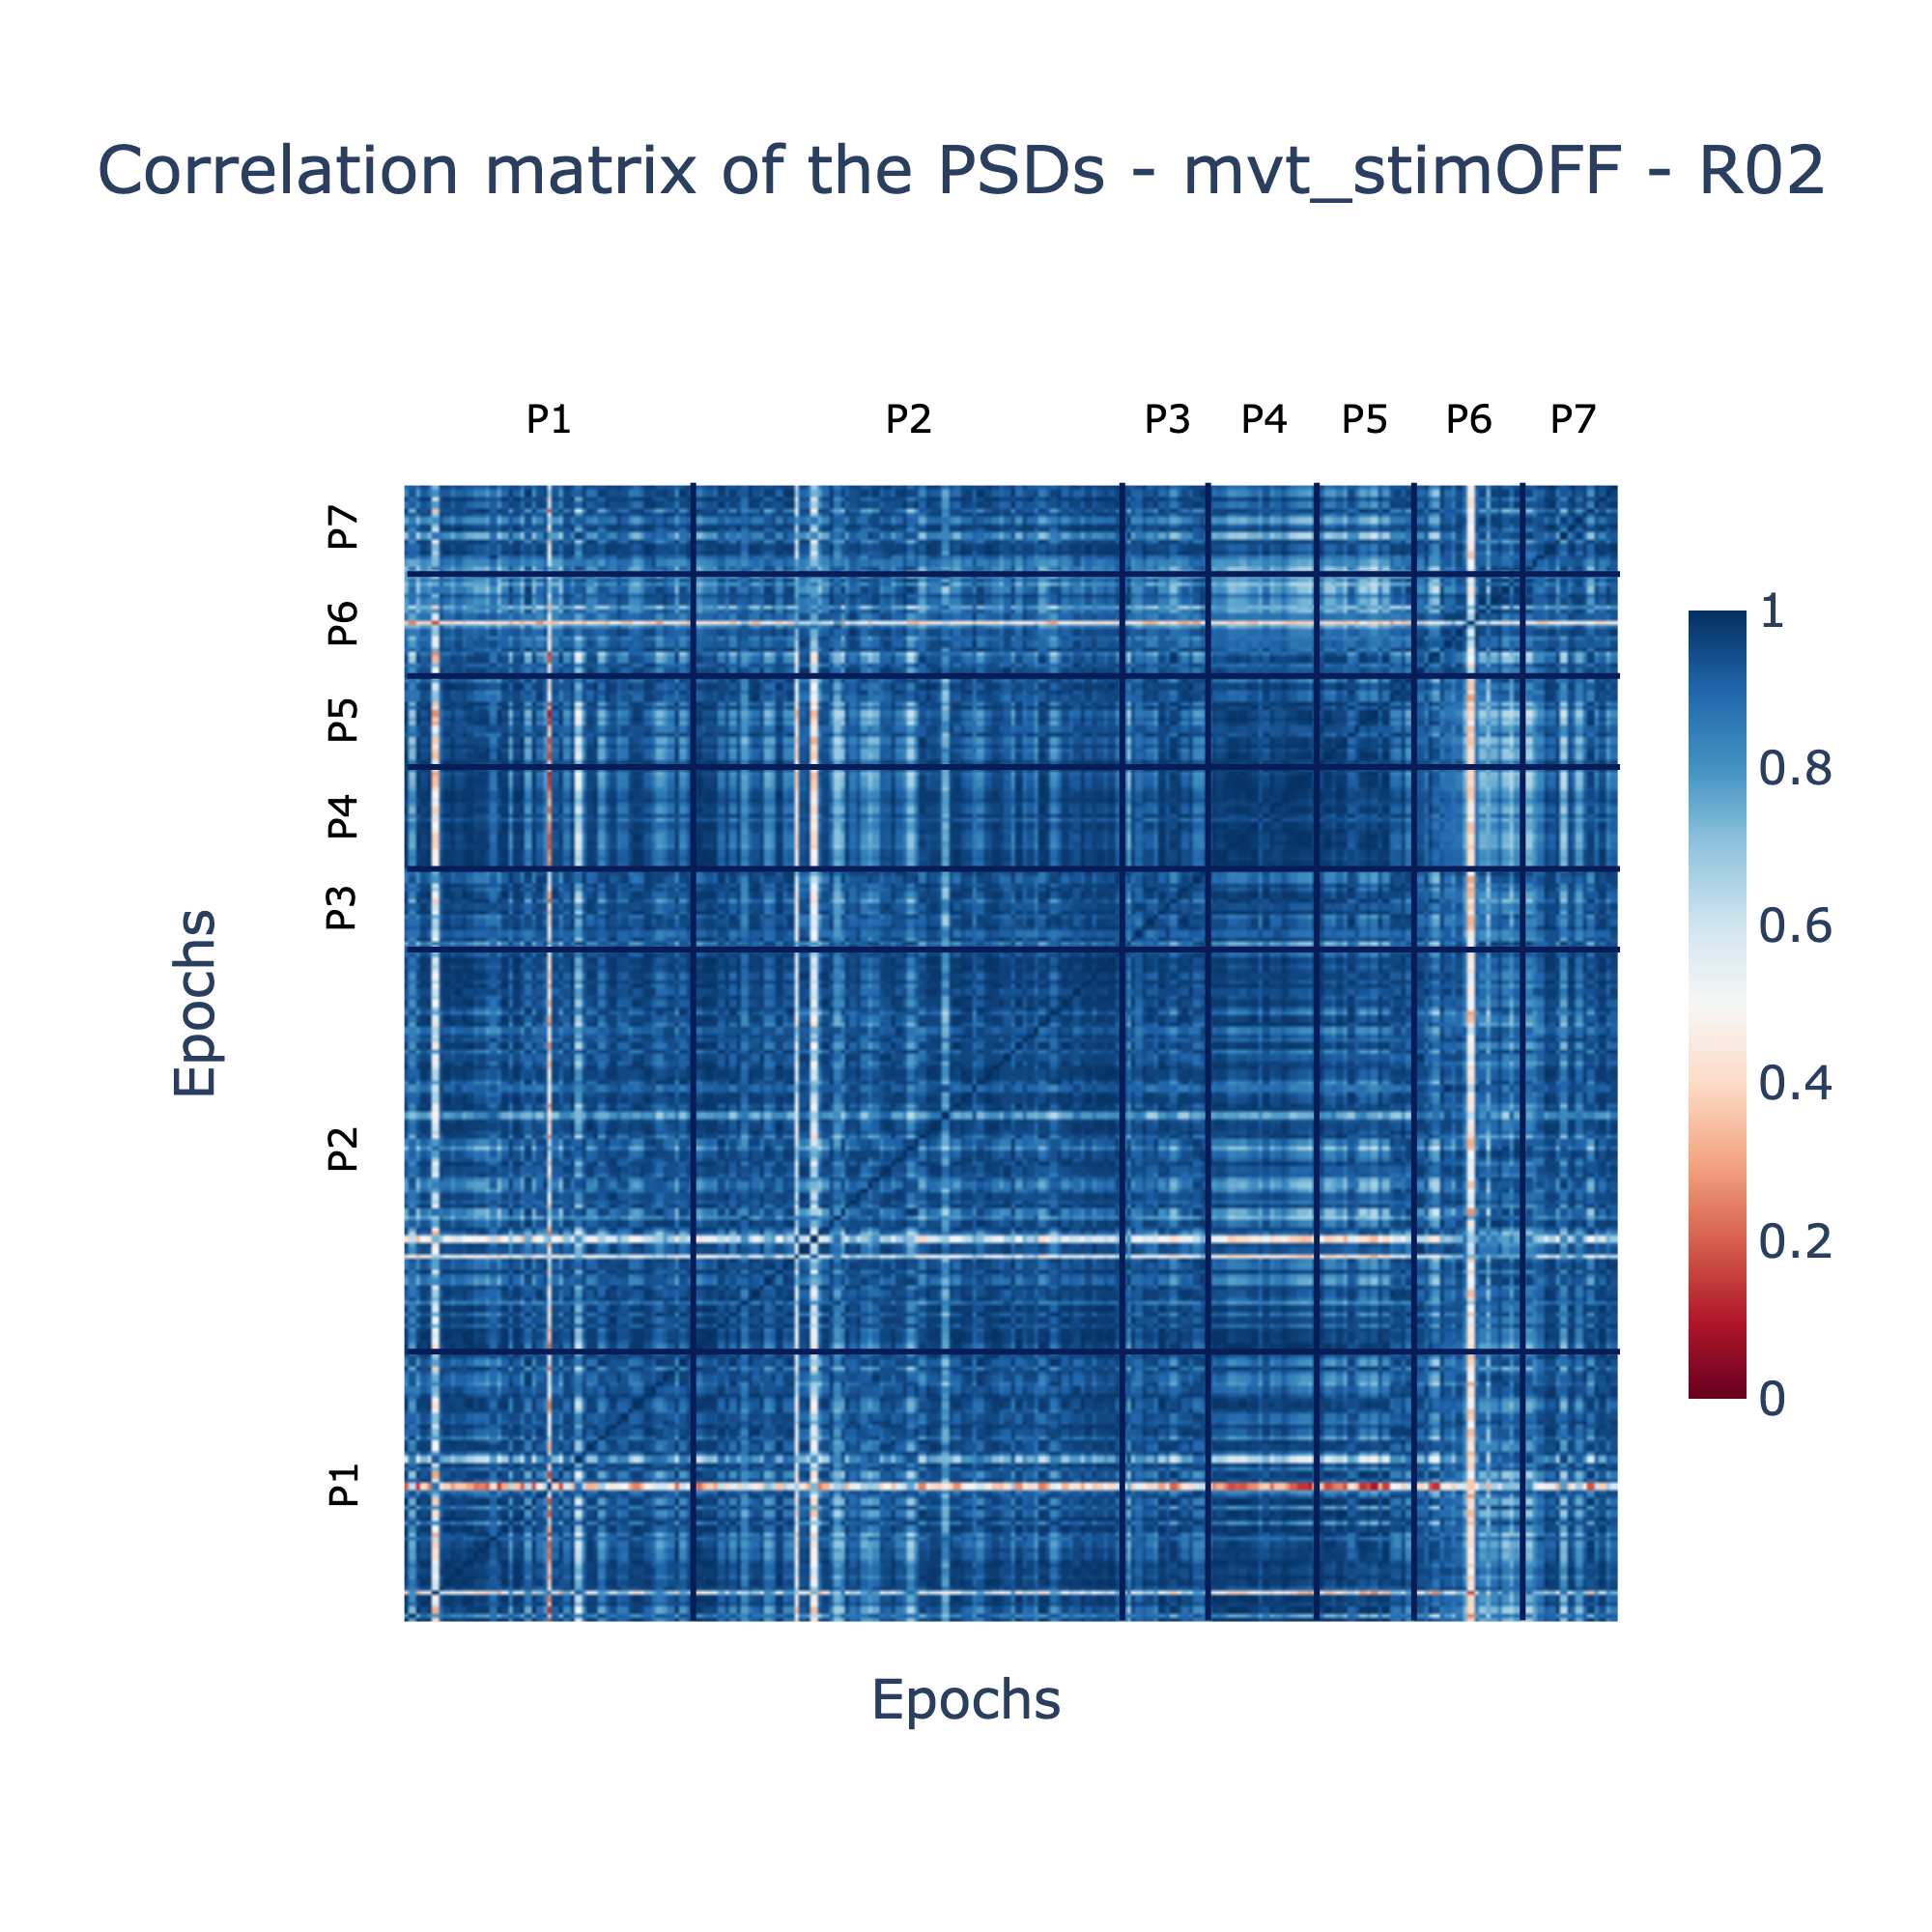 Correlation matrix of the PSDs - mvt_stimOFF - R02
P1 P2 P3 P4 P5 P6 P7
P7
P6
P5
P4
P3
P2
P1
Epochs
1
0.8
0.6
0.4
0.2
0
Epochs